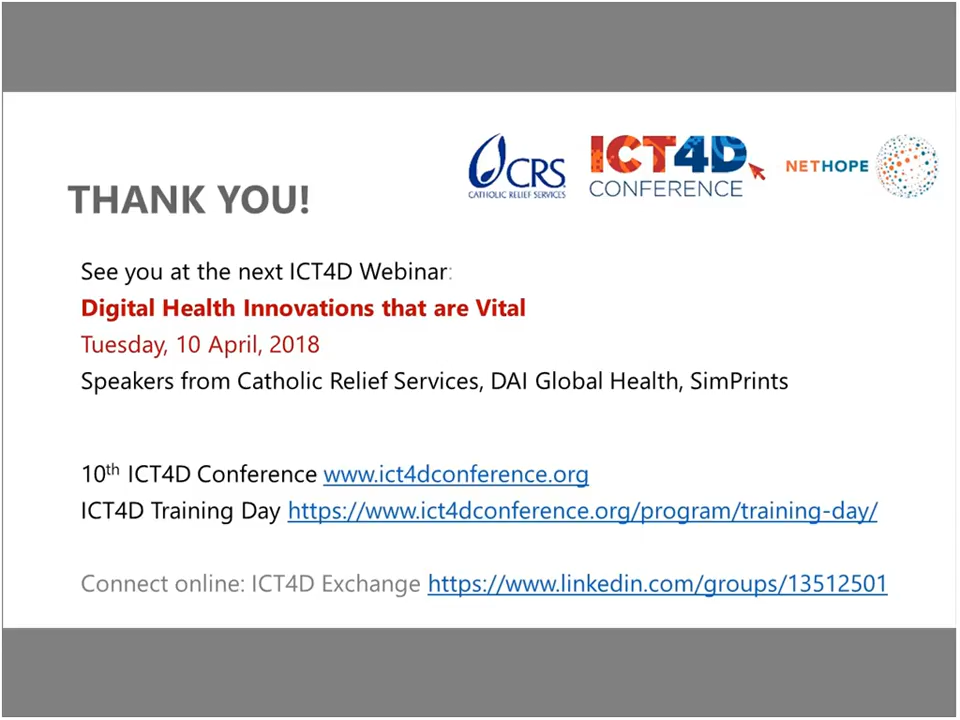 CRS
CATHOLIC RELIEF SERVICES
ICT4D
CONFERENCE
NETHOPE
THANK YOU!
See you at the next ICT4D Webinar:
Digital Health Innovations that are Vital
Tuesday, 10 April, 2018
Speakers from Catholic Relief Services, DAI Global Health, SimPrints
10th ICT4D Conference www.ict4dconference.org
ICT4D Training Day https://www.ict4dconference.org/program/training-day/
Connect online: ICT4D Exchange https://www.linkedin.com/groups/13512501